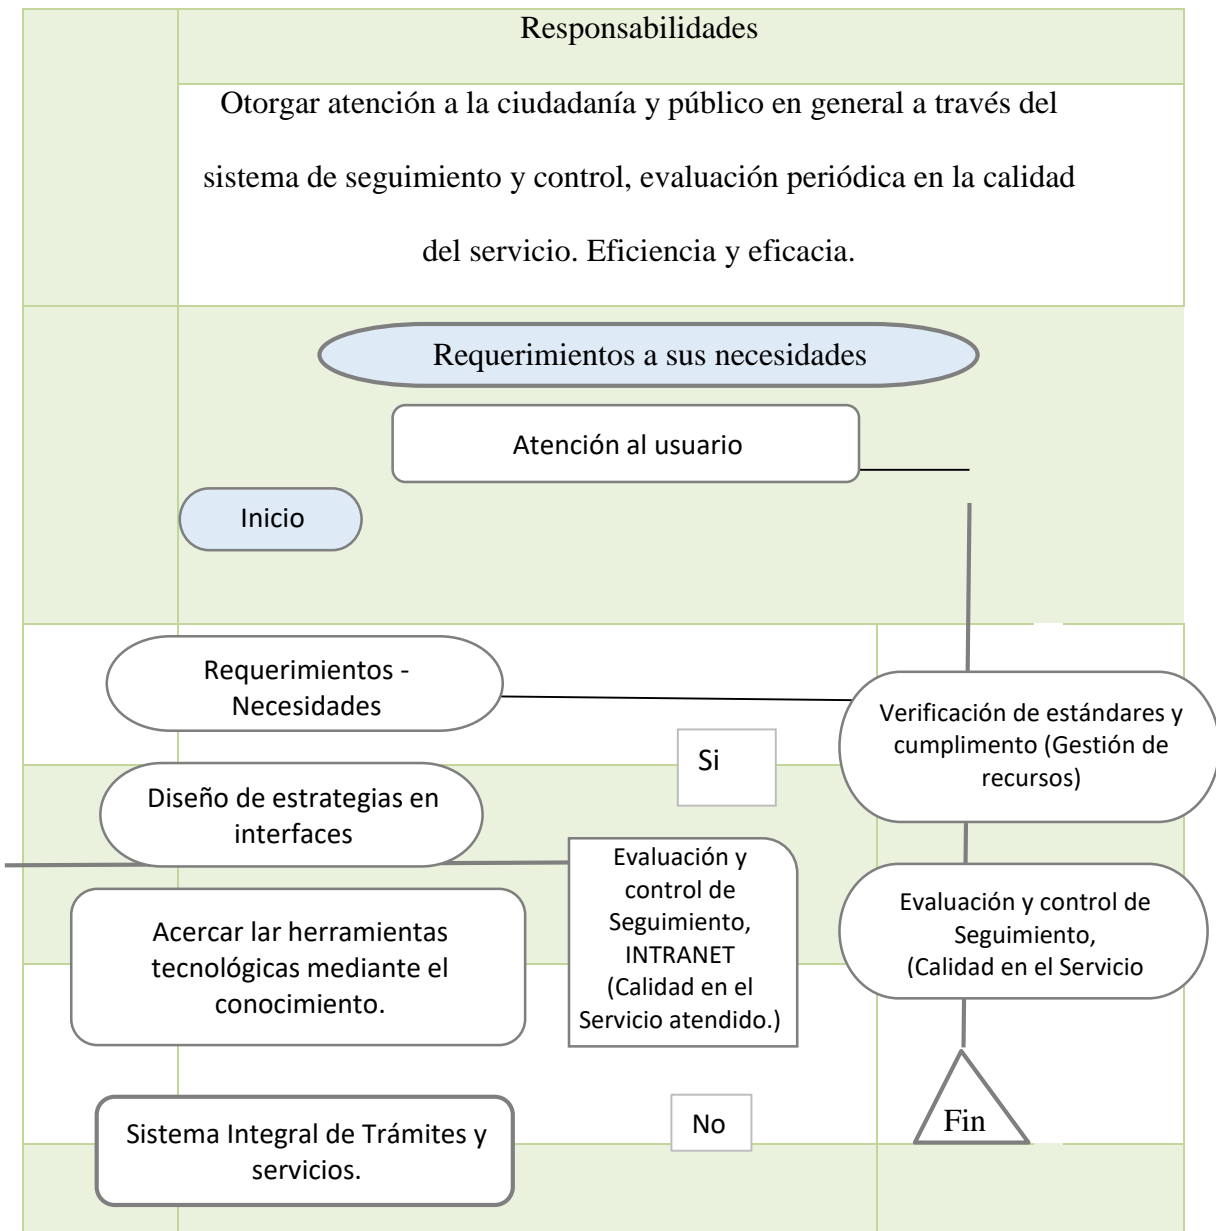 Responsabilidades
Otorgar atención a la ciudadanía y público en general a través del
sistema de seguimiento y control, evaluación periódica en la calidad
del servicio. Eficiencia y eficacia.
Requerimientos a sus necesidades
Atención al usuario
Inicio
Requerimientos -
Necesidades
Verificación de estándares y
cumplimento (Gestión de
recursos)
Si
Diseño de estrategias en
interfaces
Evaluación y
control de
Seguimiento,
INTRANET
(Calidad en el
Servicio atendido.)
Evaluación y control de
Seguimiento,
(Calidad en el Servicio
Acercar lar herramientas
tecnológicas mediante el
conocimiento.
Sistema Integral de Trámites y
servicios.
No
Fin